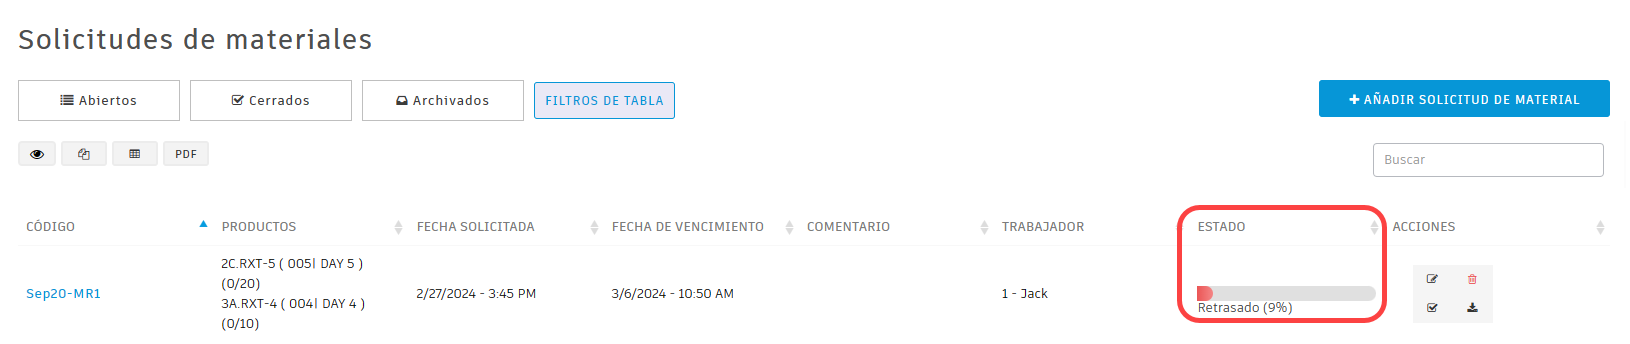 Solicitudes de materiales
Abiertos
Cerrados
Archivados
FILTROS DE TABLA
AÑADIR SOLICITUD DE MATERIAL
PDF
Buscar
CÓDIGO PRODUCTOS FECHA SOLICITADA FECHA DE VENCIMIENTO COMENTARIO TRABAJADOR ESTADO ACCIONES
Sep20-MR1
2C.RXT-5 ( 005| DAY 5 )
(0/20)
3A.RXT-4 ( 004| DAY 4 )
(0/10)
2/27/2024 - 3:45 PM
3/6/2024 - 10:50 AM
1 - Jack
Retrasado (9%)